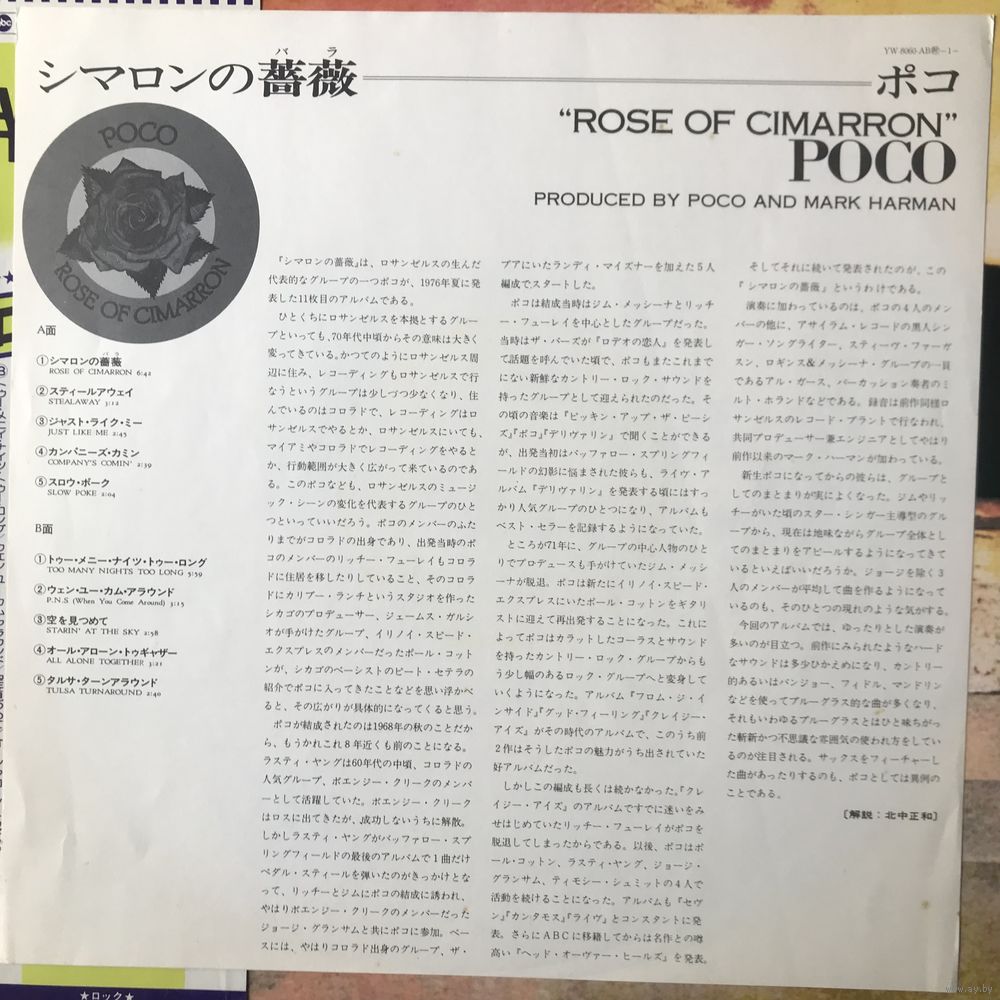 YW-8060-AB㊞-1-
シマロンの薔薇
バラ
ポコ
“ROSE OF CIMARRON”
POCO
PRODUCED BY POCO AND MARK HARMAN
POCO
ROSE OF CIMARRON
A面
①シマロンの薔薇
バラ
ROSE OF CIMARRON 6:42
②スティールアウェイ
STEALAWAY 3:12
③ジャスト・ライク・ミー
JUST LIKE ME 2:45
④カンパニーズ・カミン
COMPANY'S COMIN' 2:39
⑤スロウ・ポーク
SLOW POKE 2:04
B面
①トゥー・メニー・ナイツ・トゥー・ロング
TOO MANY NIGHTS TOO LONG 5:59
②ウェン・ユー・カム・アラウンド
P.N.S (When You Come Around) 3:15
③空を見つめて
STARIN' AT THE SKY 2:58
④オール・アローン・トゥギャザー
ALL ALONE TOGETHER 3:21
⑤タルサ・ターンアラウンド
TULSA TURNAROUND 2:40
『シマロンの薔薇』は、ロサンゼルスの生んだ
代表的なグループの一つポコが、1976年夏に発
表した11枚目のアルバムである。
ひとくちにロサンゼルスを本拠とするグルー
プといっても、70年代中頃からその意味は大きく
変ってきている。かつてのようにロサンゼルス周
辺に住み、レコーディングもロサンゼルスで行
なうというグループは少しづつ少なくなり、住
んでいるのはコロラドで、レコーディングはロ
サンゼルスでやるとか、ロサンゼルスにいても、
マイアミやコロラドでレコーディングをやると
か、行動範囲が大きく広がって来ているのであ
る。このポコなども、ロサンゼルスのミュージ
ック・シーンの変化を代表するグループのひと
つといっていいだろう。ポコのメンバーのふた
りまでがコロラドの出身であり、出発当時のポ
コのメンバーのリッチー・フューレイもコロラ
ドに住居を移したりしていること、そのコロラ
ドにカリブー・ランチというスタジオを作った
シカゴのプロデューサー、ジェームス・ガルシ
オが手がけたグループ、イリノイ・スピード・
エクスプレスのメンバーだったポール・コット
ンが、シカゴのベーシストのピート・セテラの
紹介でポコに入ってきたことなどを思い浮かべ
ると、その広がりが具体的になってくると思う。
ポコが結成されたのは1968年の秋のことだか
ら、もうかれこれ8年近くも前のことになる。
ラスティ・ヤングは60年代の中頃、コロラドの
人気グループ、ボエンジー・クリークのメンバ
ーとして活躍していた。ボエンジー・クリーク
はロスに出てきたが、成功しないうちに解散。
しかしラスティ・ヤングがバッファロー・スプ
リングフィールドの最後のアルバムで1曲だけ
ペダル・スティールを弾いたのがきっかけとな
って、リッチーとジムにポコの結成に誘われ、
やはりボエンジー・クリークのメンバーだった
ジョージ・グランサムと共にポコに参加。ベー
スには、やはりコロラド出身のグループ、ザ・
プアにいたランディ・マイズナーを加えた5人
編成でスタートした。
ポコは結成当時はジム・メッシーナとリッチ
ー・フューレイを中心としたグループだった。
当時はザ・バーズが『ロデオの恋人』を発表し
て話題を呼んでいた頃で、ポコもまたこれまで
にない新鮮なカントリー・ロック・サウンドを
持ったグループとして迎えられたのだった。そ
の頃の音楽は『ピッキン・アップ・ザ・ピーシ
ズ』『ポコ』『デリヴァリン』で聞くことができる
が、出発当初はバッファロー・スプリングフィ
ールドの幻影に悩まされた彼らも、ライヴ・ア
ルバム『デリヴァリン』を発表する頃にはすっ
かり人気グループのひとつになり、アルバムも
ベスト・セラーを記録するようになっていた。
ところが71年に、グループの中心人物のひと
りでプロデュースも手がけていたジム・メッシ
ーナが脱退。ポコは新たにイリノイ・スピード・
エクスプレスにいたポール・コットンをギタリ
ストに迎えて再出発することになった。これに
よってポコはカラットしたコーラスとサウンド
を持ったカントリー・ロック・グループからも
う少し幅のあるロック・グループへと変身して
いくようになった。アルバム『フロム・ジ・イ
ンサイド』『グッド・フィーリング』『クレイジー・
アイズ』がその時代のアルバムで、このうち前
2作はそうしたポコの魅力がうち出されていた
好アルバムだった。
しかしこの編成も長くは続かなかった。『クレ
イジー・アイズ』のアルバムですでに迷いをみ
せはじめていたリッチー・フューレイがポコを
脱退してしまったからである。以後、ポコはポ
ール・コットン、ラスティ・ヤング、ジョージ・
グランサム、ティモシー・シュミットの4人で
活動を続けることになった。アルバムも『セヴ
ン』『カンタモス』『ライヴ』とコンスタントに発
表。さらにABCに移籍してからは名作との噂
高い『ヘッド・オーヴァー・ヒールズ』を発表。
そしてそれに続いて発表されたのが、この
『シマロンの薔薇』というわけである。
演奏に加わっているのは、ポコの4人のメン
バーの他に、アサイラム・レコードの黒人シン
ガー・ソングライター、スティーヴ・ファーガ
スン、ロギンス&メッシーナ・グループの一員
であるアル・ガース、パーカッション奏者のミ
ルト・ホランドなどである。録音は前作同様ロ
サンゼルスのレコード・プラントで行なわれ、
共同プロデューサー兼エンジニアとしてやはり
前作以来のマーク・ハーマンが加わっている。
新生ポコになってからの彼らは、グループと
してのまとまりが実によくなった。ジムやリッ
チーがいた頃のスター・シンガー主導型のグル
ープから、現在は地味ながらグループ全体とし
てのまとまりをアピールするようになってきて
いるといえばいいだろうか。ジョージを除く3
人のメンバーが平均して曲を作るようになって
いるのも、そのひとつの現れのような気がする。
今回のアルバムでは、ゆったりとした演奏が
多いのが目立つ。前作にみられたようなハード
なサウンドは多少ひかえめになり、カントリー
的あるいはバンジョー、フィドル、マンドリン
などを使ってブルーグラス的な曲が多くなり、
それもいわゆるブルーグラスとはひと味ちがっ
た斬新かつ不思議な雰囲気の使われ方をしてい
るのが注目される。サックスをフィーチャーし
た曲があったりするのも、ポコとしては異例の
ことである。
〔解説：北中正和〕
★ロック★
abc
www.ay.by